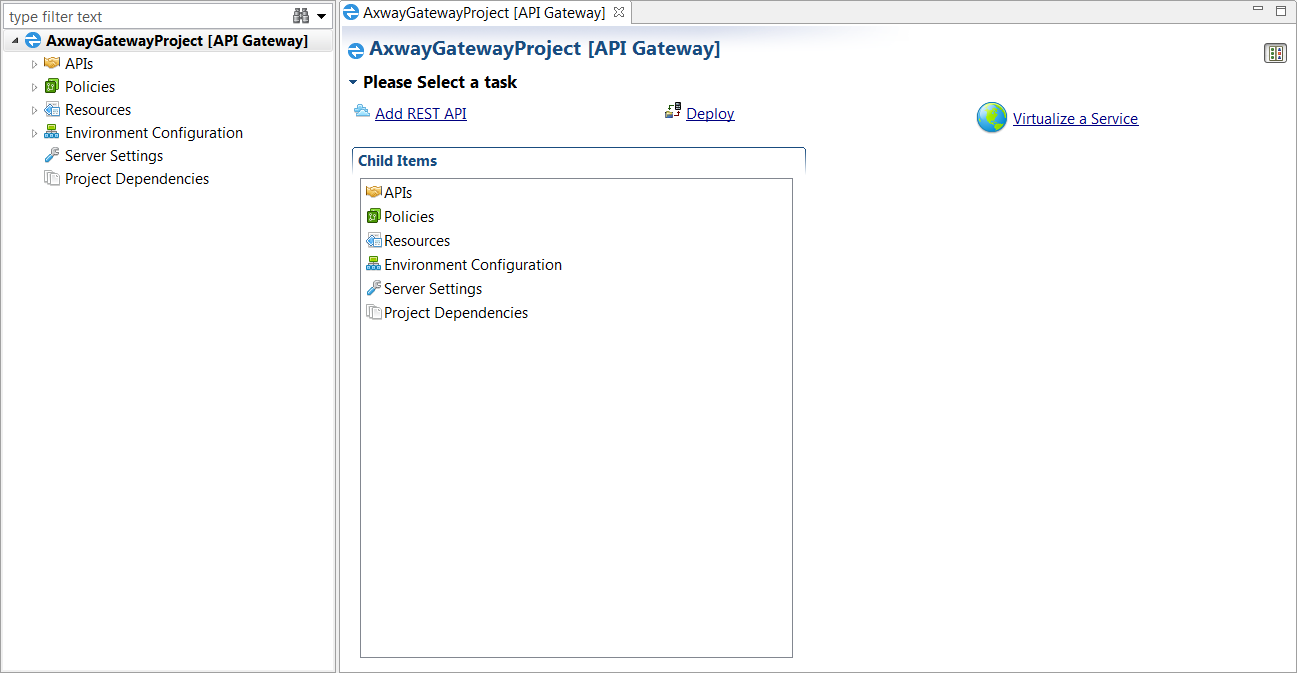 type filter text
AxwayGatewayProject [API Gateway]
APIs
Policies
Resources
Environment Configuration
Server Settings
Project Dependencies
AxwayGatewayProject [API Gateway]
AxwayGatewayProject [API Gateway]
Please Select a task
Add REST API
Deploy
Virtualize a Service
Child Items
APIs
Policies
Resources
Environment Configuration
Server Settings
Project Dependencies